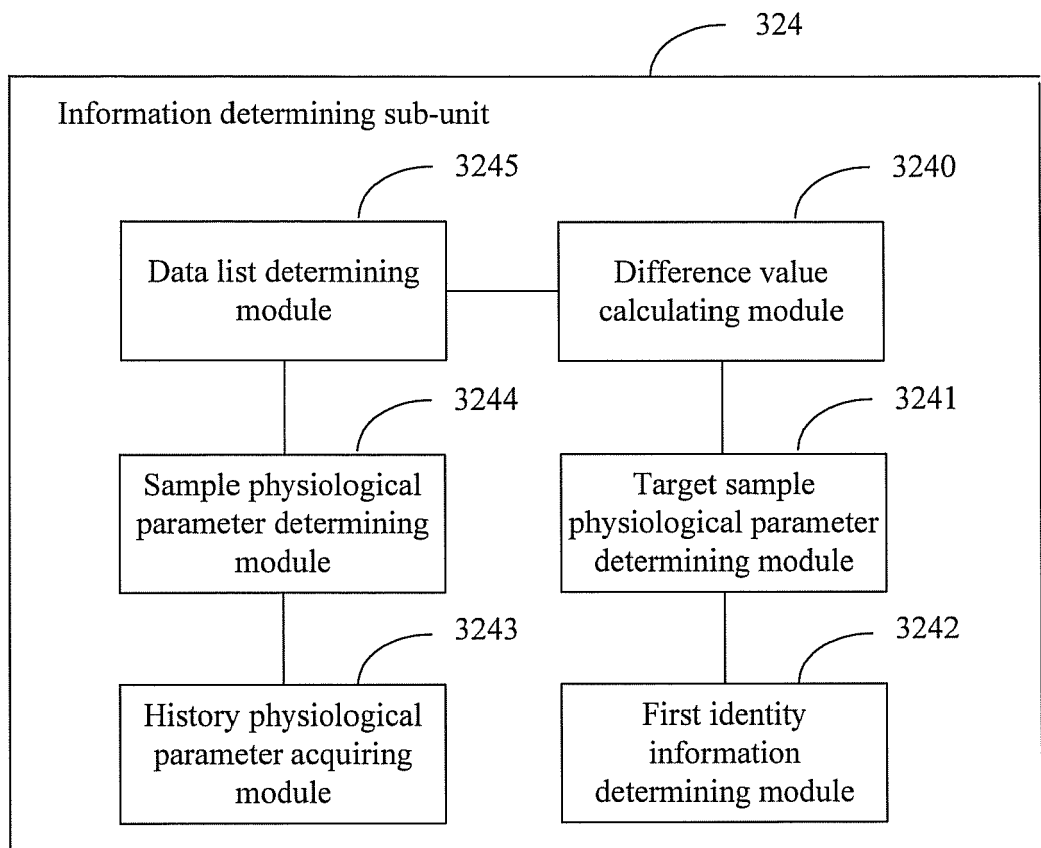 324
Information determining sub-unit
3245
3240
Data list determining
module
Difference value
calculating module
3244
3241
Sample physiological
parameter determining
module
Target sample
physiological parameter
determining module
3243
3242
History physiological
parameter acquiring
module
First identity
information
determining module